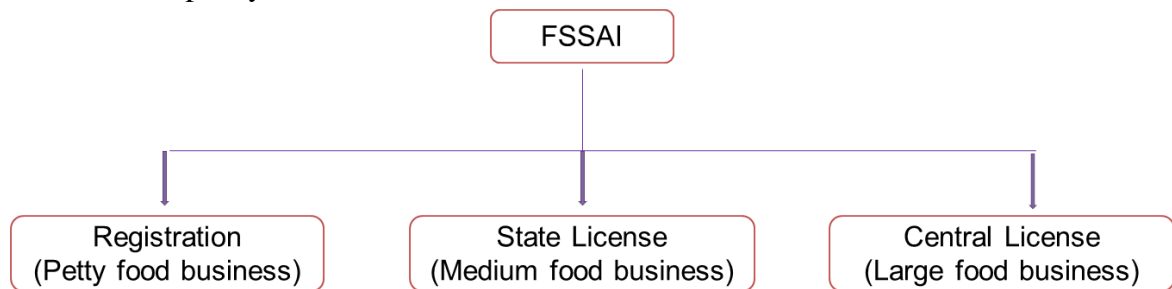 FSSAI
Registration
(Petty food business)
State License
(Medium food business)
Central License
(Large food business)